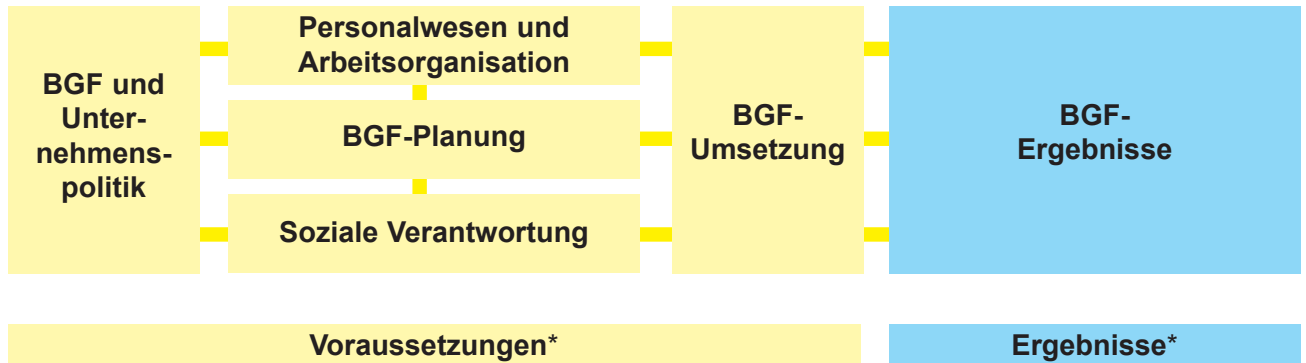 BGF und
Unter-
nehmens-
politik
Personalwesen und
Arbeitsorganisation
BGF-Planung
Soziale Verantwortung
BGF-
Umsetzung
BGF-
Ergebnisse
Voraussetzungen*
Ergebnisse*